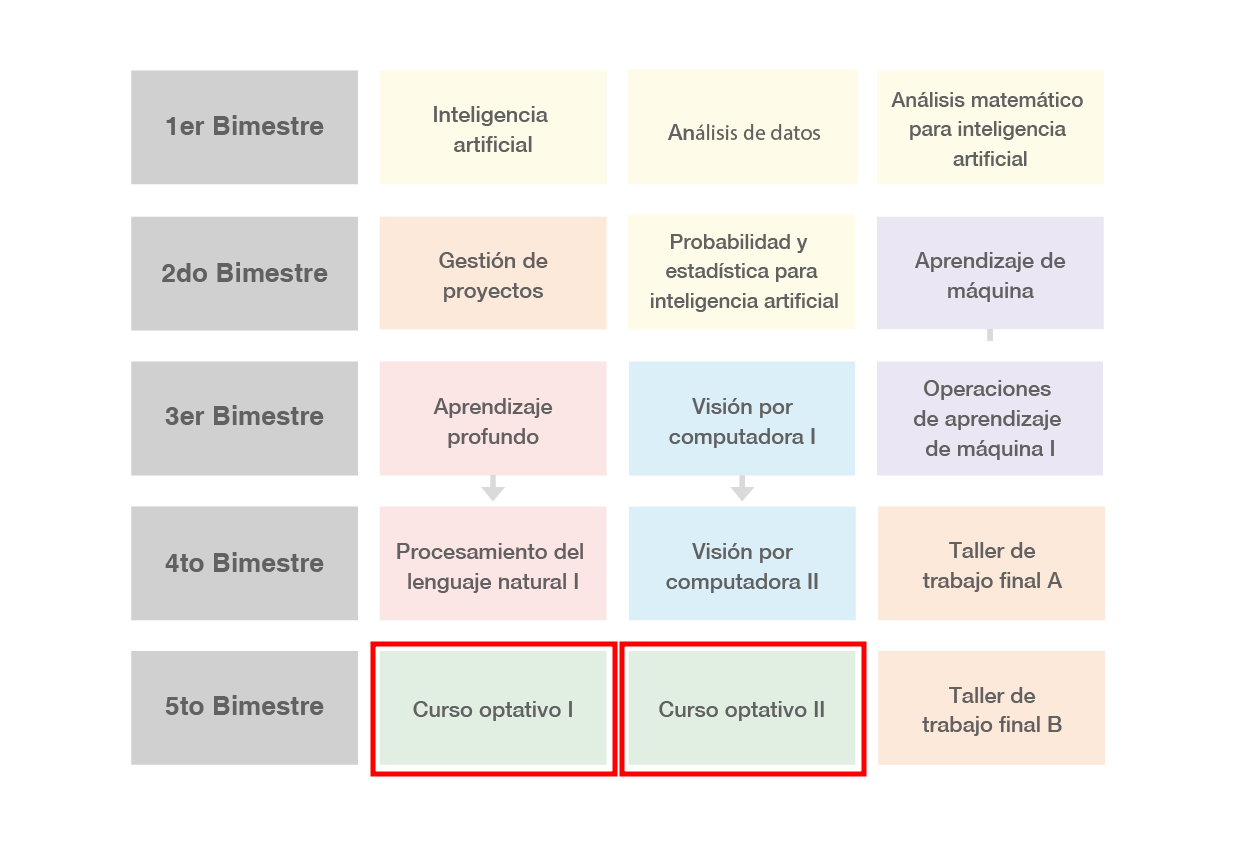 1er Bimestre
Inteligencia
artificial
Análisis de datos
Análisis matemático
para inteligencia
artificial
2do Bimestre
Gestión de
proyectos
Probabilidad y
estadística para
inteligencia artificial
Aprendizaje de
máquina
3er Bimestre
Aprendizaje
profundo
Visión por
computadora I
Operaciones
de aprendizaje
de máquina I
4to Bimestre
Procesamiento del
lenguaje natural I
Visión por
computadora II
Taller de
trabajo final A
5to Bimestre
Curso optativo I
Curso optativo II
Taller de
trabajo final B